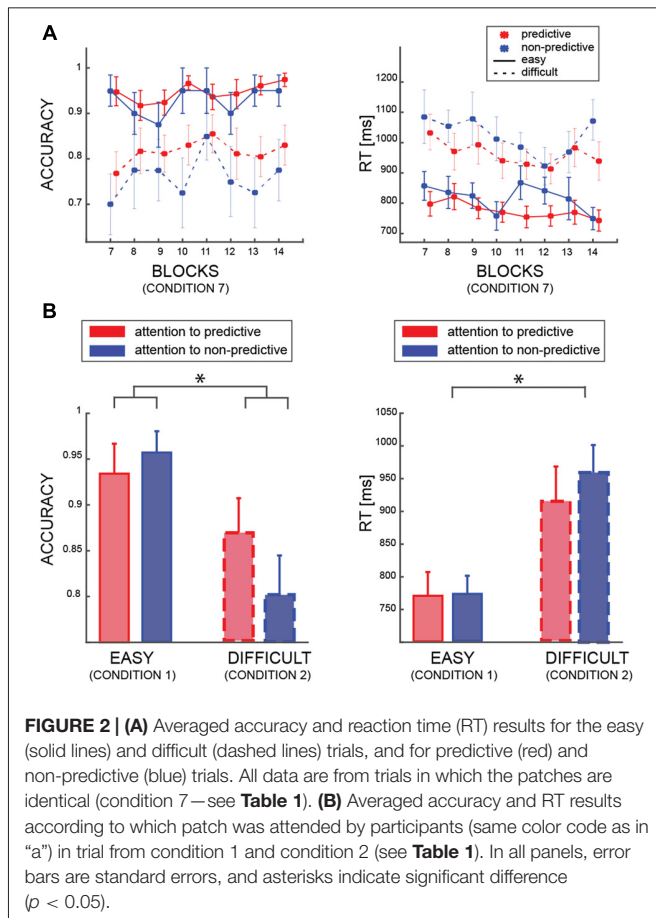 A
predictive
non-predictive
easy
difficult
ACCURACY
1
0.9
0.8
0.7
7 8 9 10 11 12 13 14
BLOCKS
(CONDITION 7)
RT [ms]
1200
1100
1000
900
800
700
7 8 9 10 11 12 13 14
BLOCKS
(CONDITION 7)
B
attention to predictive
attention to non-predictive
*
ACCURACY
1
0.95
0.9
0.85
0.8
EASY
(CONDITION 1)
DIFFICULT
(CONDITION 2)
attention to predictive
attention to non-predictive
*
RT [ms]
1050
1000
950
900
850
800
750
EASY
(CONDITION 1)
DIFFICULT
(CONDITION 2)
FIGURE 2 | (A) Averaged accuracy and reaction time (RT) results for the easy
(solid lines) and difficult (dashed lines) trials, and for predictive (red) and
non-predictive (blue) trials. All data are from trials in which the patches are
identical (condition 7—see Table 1). (B) Averaged accuracy and RT results
according to which patch was attended by participants (same color code as in
“a”) in trial from condition 1 and condition 2 (see Table 1). In all panels, error
bars are standard errors, and asterisks indicate significant difference
(p < 0.05).